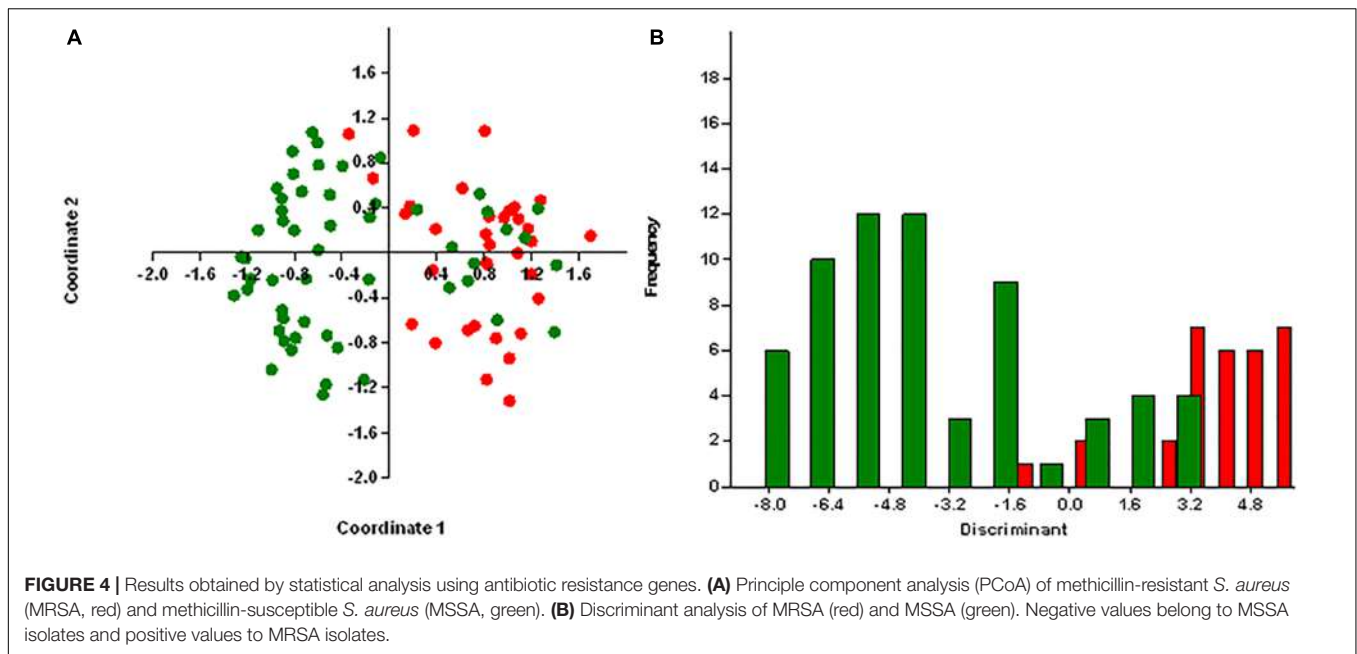 A
B
1.6
1.2
0.8
0.4
-2.0 -1.6 -1.2 -0.8 -0.4 0.4 0.8 1.2 1.6
-0.4
-0.8
-1.2
-1.6
-2.0
Coordinate 2
Coordinate 1
18
16
14
12
10
8
6
4
2
0
Frequency
-8.0 -6.4 -4.8 -3.2 -1.6 0.0 1.6 3.2 4.8
Discriminant
FIGURE 4 | Results obtained by statistical analysis using antibiotic resistance genes. (A) Principle component analysis (PCoA) of methicillin-resistant S. aureus
(MRSA, red) and methicillin-susceptible S. aureus (MSSA, green). (B) Discriminant analysis of MRSA (red) and MSSA (green). Negative values belong to MSSA
isolates and positive values to MRSA isolates.